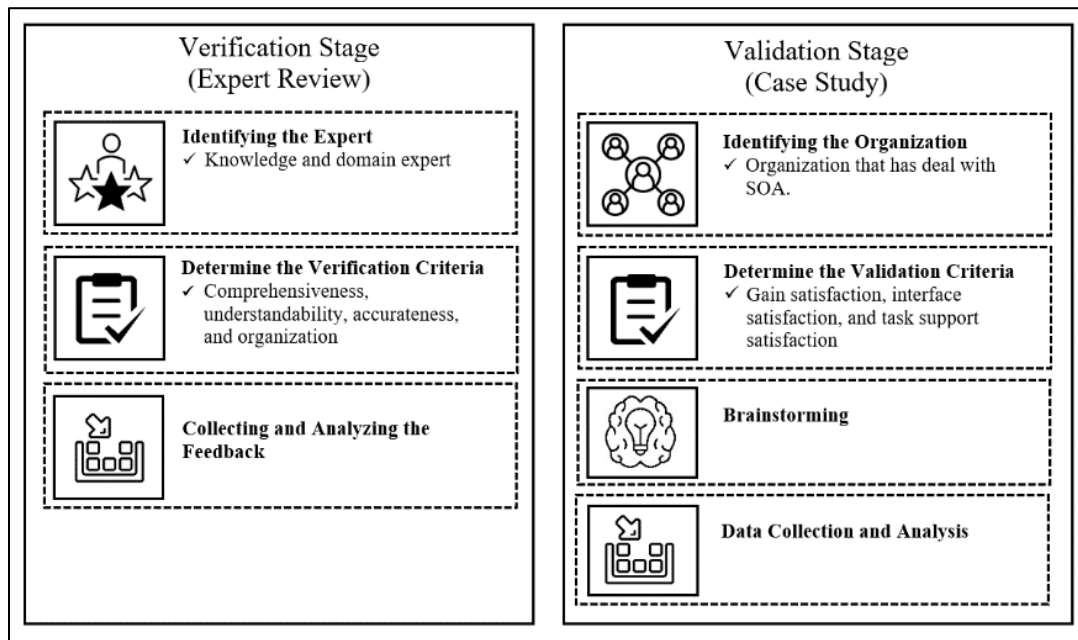 Verification Stage
(Expert Review)
Identifying the Expert
✓ Knowledge and domain expert
Determine the Verification Criteria
✓ Comprehensiveness,
understandability, accurateness,
and organization
Collecting and Analyzing the
Feedback
Validation Stage
(Case Study)
Identifying the Organization
✓ Organization that has deal with
SOA.
Determine the Validation Criteria
✓ Gain satisfaction, interface
satisfaction, and task support
satisfaction
Brainstorming
Data Collection and Analysis